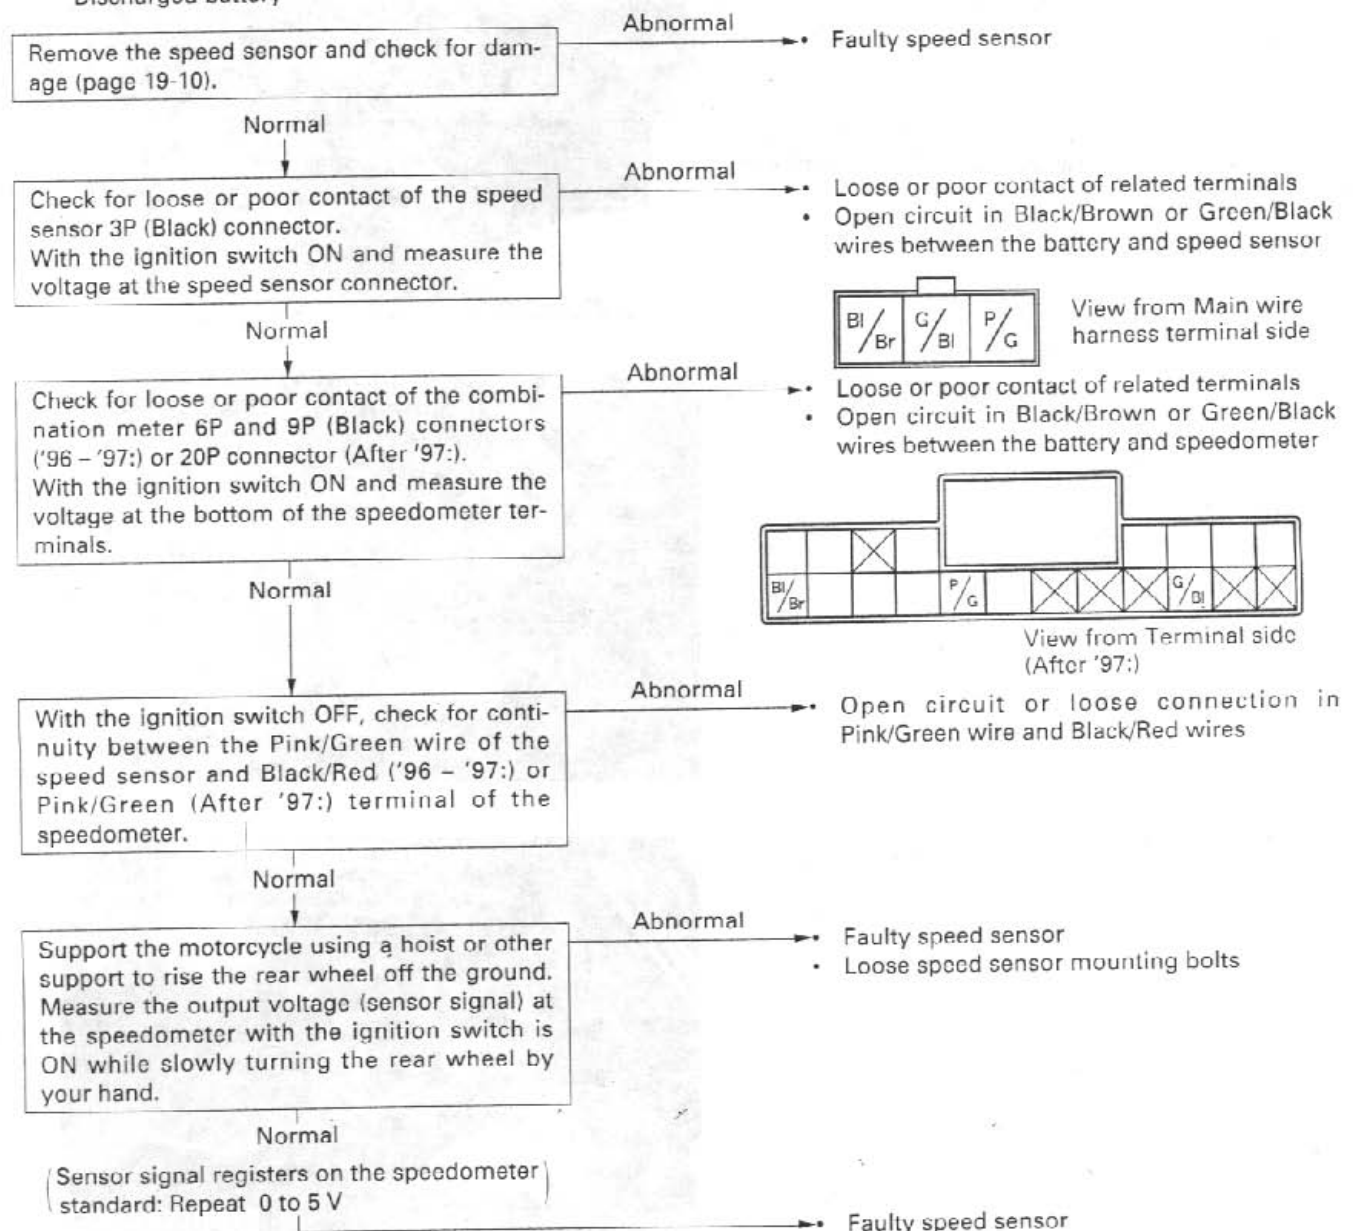 Discharged battery
Abnormal
Remove the speed sensor and check for dam-
age (page 19-10).
• Faulty speed sensor
Normal
Abnormal
Check for loose or poor contact of the speed
sensor 3P (Black) connector.
With the ignition switch ON and measure the
voltage at the speed sensor connector.
• Loose or poor contact of related terminals
• Open circuit in Black/Brown or Green/Black
wires between the battery and speed sensor
Bl/Br G/Bl P/G
View from Main wire
harness terminal side
Normal
Abnormal
Check for loose or poor contact of the combi-
nation meter 6P and 9P (Black) connectors
('96 – '97:) or 20P connector (After '97:).
With the ignition switch ON and measure the
voltage at the bottom of the speedometer ter-
minals.
• Loose or poor contact of related terminals
• Open circuit in Black/Brown or Green/Black
wires between the battery and speedometer
Bl/Br P/G G/Bl
View from Terminal side
(After '97:)
Normal
Abnormal
With the ignition switch OFF, check for conti-
nuity between the Pink/Green wire of the
speed sensor and Black/Red ('96 – '97:) or
Pink/Green (After '97:) terminal of the
speedometer.
• Open circuit or loose connection in
Pink/Green wire and Black/Red wires
Normal
Abnormal
Support the motorcycle using a hoist or other
support to rise the rear wheel off the ground.
Measure the output voltage (sensor signal) at
the speedometer with the ignition switch is
ON while slowly turning the rear wheel by
your hand.
• Faulty speed sensor
• Loose speed sensor mounting bolts
Normal
(Sensor signal registers on the speedometer
standard: Repeat 0 to 5 V)
• Faulty speed sensor